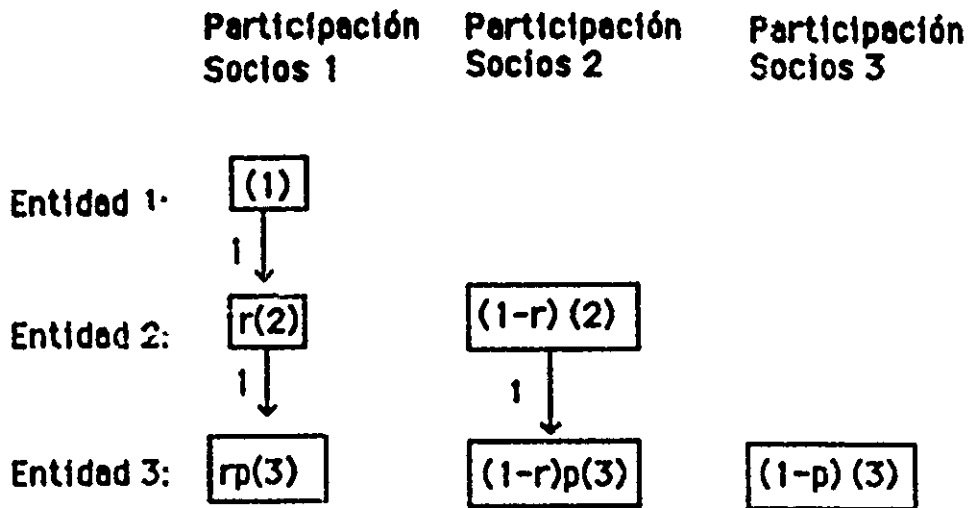 Participación Socios 1
Participación Socios 2
Participación Socios 3
Entidad 1:
(1)
1
Entidad 2:
r(2)
(1-r) (2)
1
1
Entidad 3:
rp(3)
(1-r)p(3)
(1-p) (3)